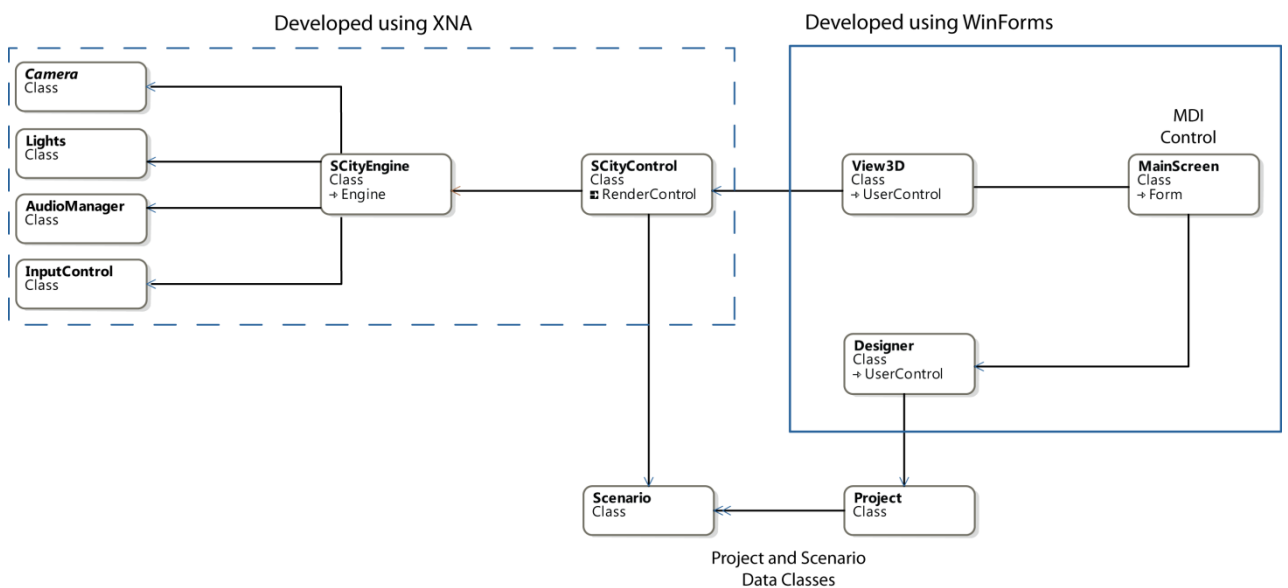 Developed using XNA
Developed using WinForms
Camera
Class
Lights
Class
AudioManager
Class
InputControl
Class
SCityEngine
Class
Engine
SCityControl
Class
RenderControl
View3D
Class
UserControl
MDI
Control
MainScreen
Class
Form
Designer
Class
UserControl
Scenario
Class
Project
Class
Project and Scenario
Data Classes